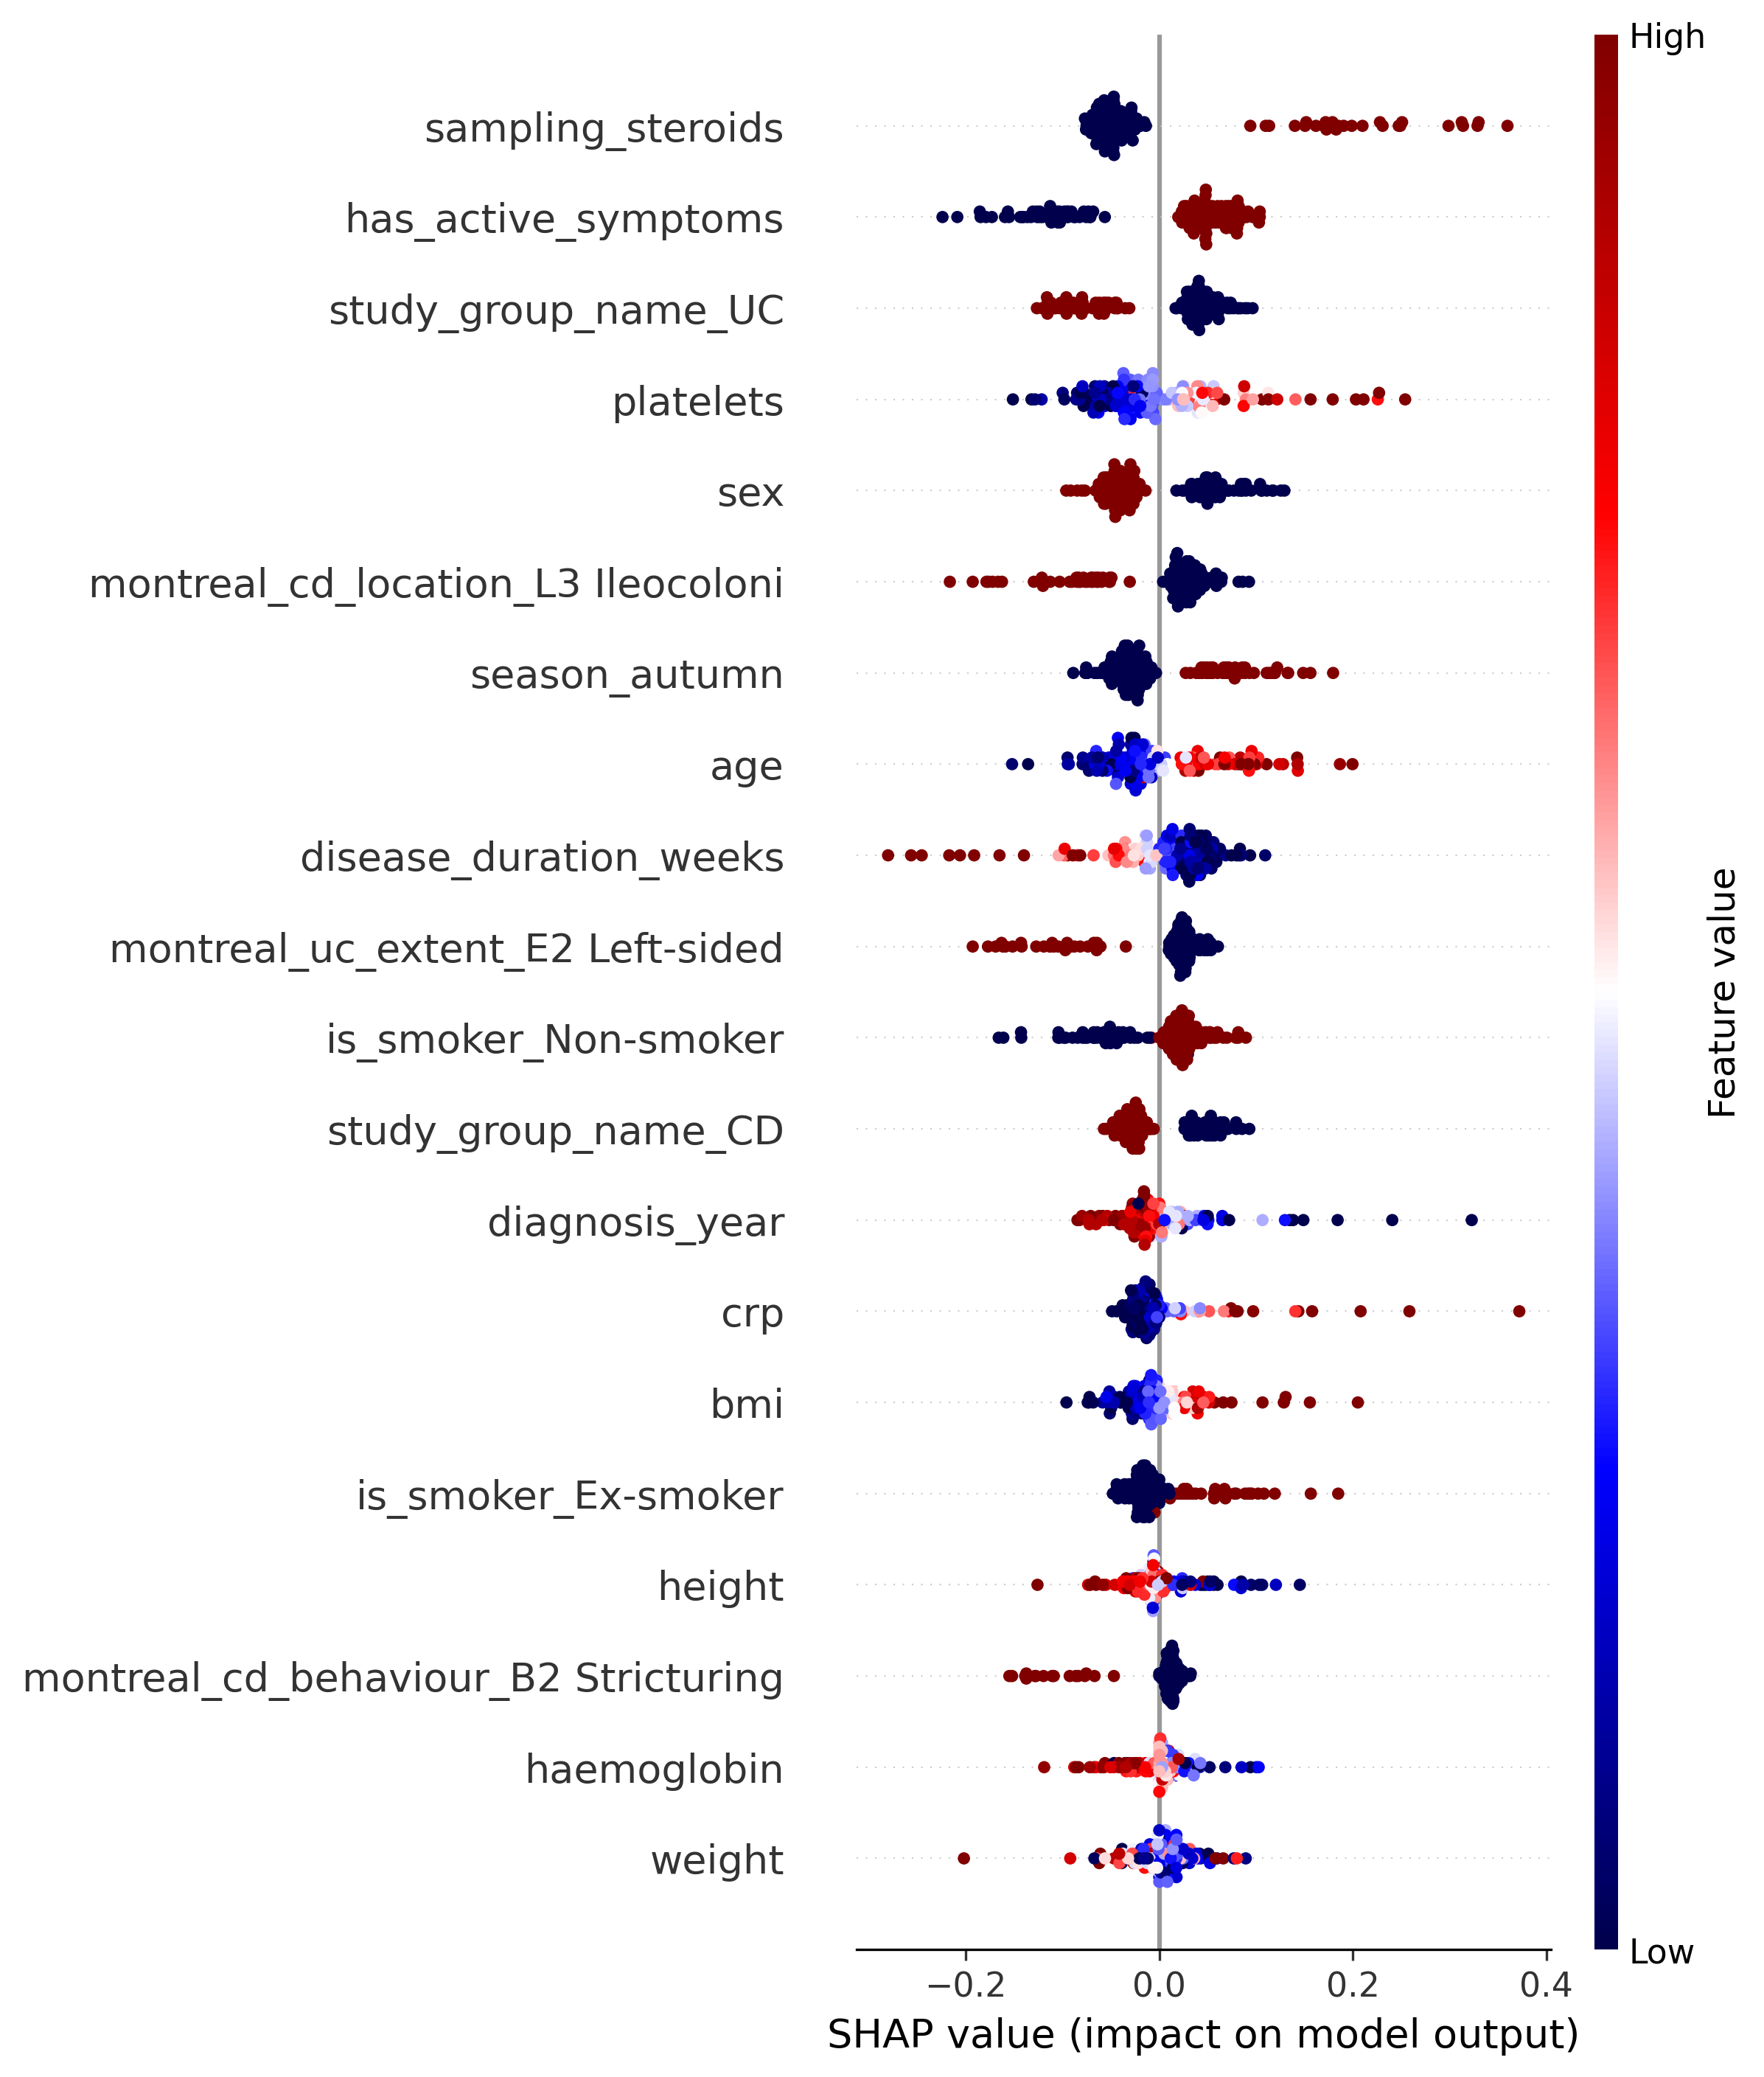 High
sampling_steroids
has_active_symptoms
study_group_name_UC
platelets
sex
montreal_cd_location_L3 Ileocoloni
season_autumn
age
disease_duration_weeks
montreal_uc_extent_E2 Left-sided
is_smoker_Non-smoker
study_group_name_CD
diagnosis_year
crp
bmi
is_smoker_Ex-smoker
height
montreal_cd_behaviour_B2 Stricturing
haemoglobin
weight
Feature value
Low
−0.2 0.0 0.2 0.4
SHAP value (impact on model output)